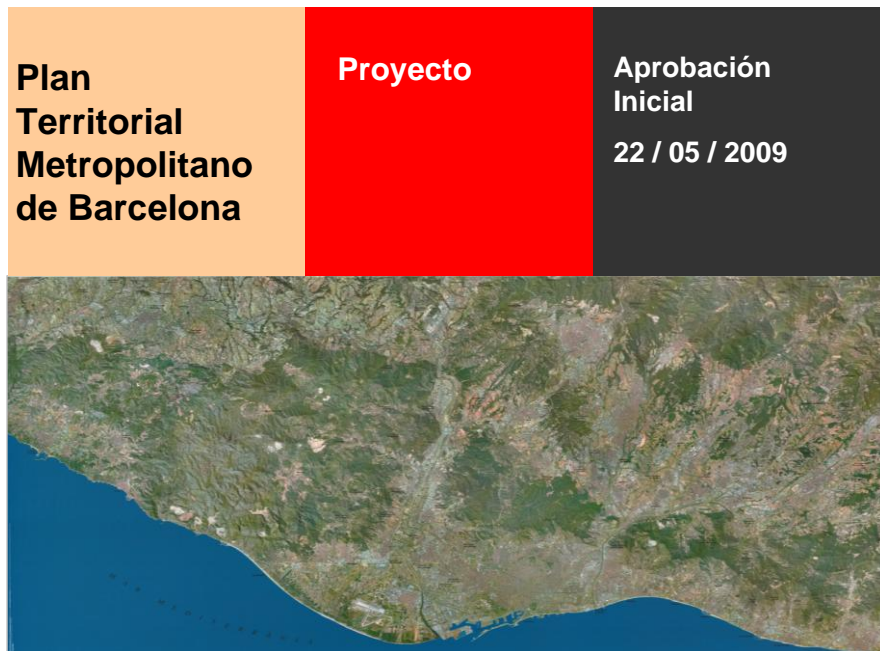 Plan
Territorial
Metropolitano
de Barcelona
Proyecto
Aprobación
Inicial
22 / 05 / 2009